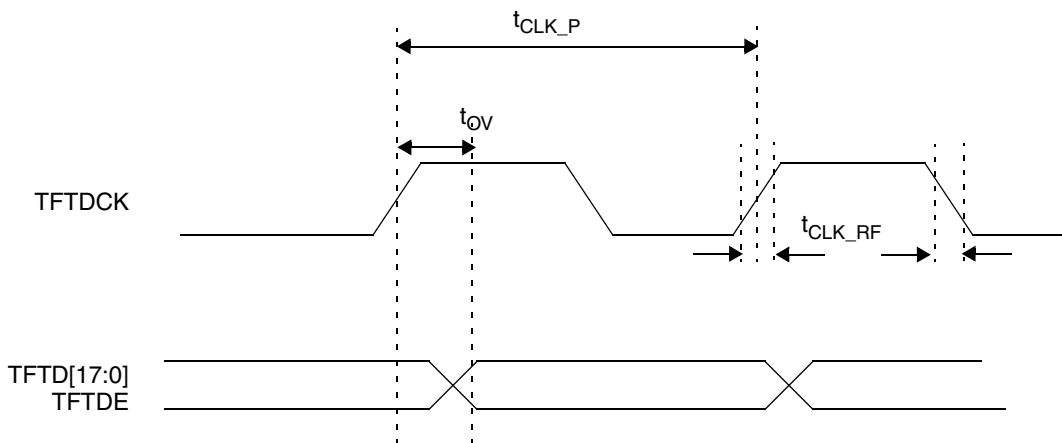 tCLK_P
tOV
TFTDCK
tCLK_RF
TFTD[17:0]
TFTDE